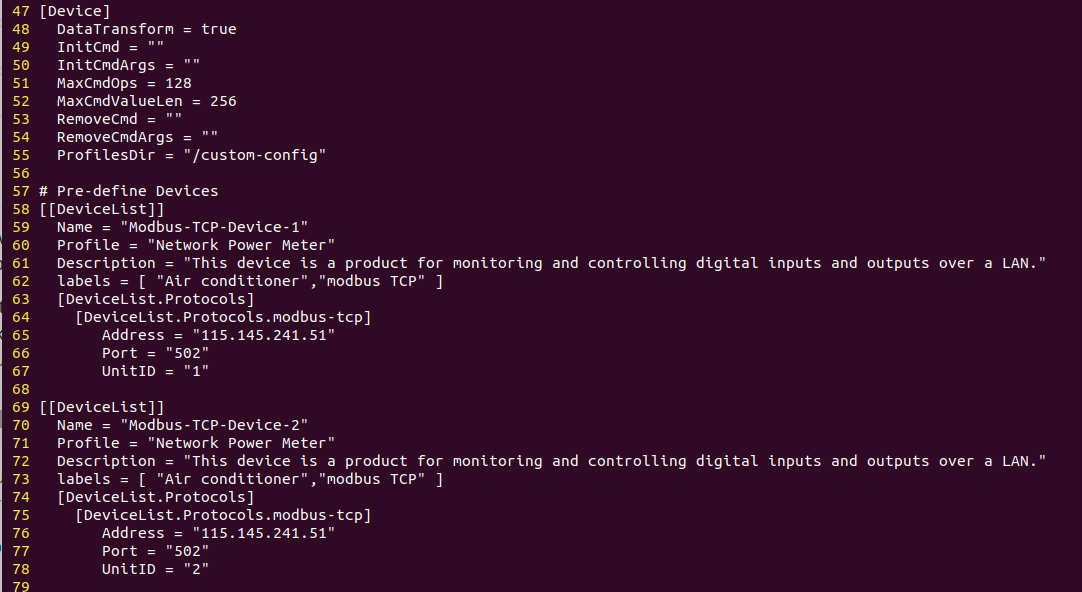 47 [Device]
48   DataTransform = true
49   InitCmd = ""
50   InitCmdArgs = ""
51   MaxCmdOps = 128
52   MaxCmdValueLen = 256
53   RemoveCmd = ""
54   RemoveCmdArgs = ""
55   ProfilesDir = "/custom-config"
56
57 # Pre-define Devices
58 [[DeviceList]]
59   Name = "Modbus-TCP-Device-1"
60   Profile = "Network Power Meter"
61   Description = "This device is a product for monitoring and controlling digital inputs and outputs over a LAN."
62   labels = [ "Air conditioner","modbus TCP" ]
63   [DeviceList.Protocols]
64     [DeviceList.Protocols.modbus-tcp]
65        Address = "115.145.241.51"
66        Port = "502"
67        UnitID = "1"
68
69 [[DeviceList]]
70   Name = "Modbus-TCP-Device-2"
71   Profile = "Network Power Meter"
72   Description = "This device is a product for monitoring and controlling digital inputs and outputs over a LAN."
73   labels = [ "Air conditioner","modbus TCP" ]
74   [DeviceList.Protocols]
75     [DeviceList.Protocols.modbus-tcp]
76        Address = "115.145.241.51"
77        Port = "502"
78        UnitID = "2"
79